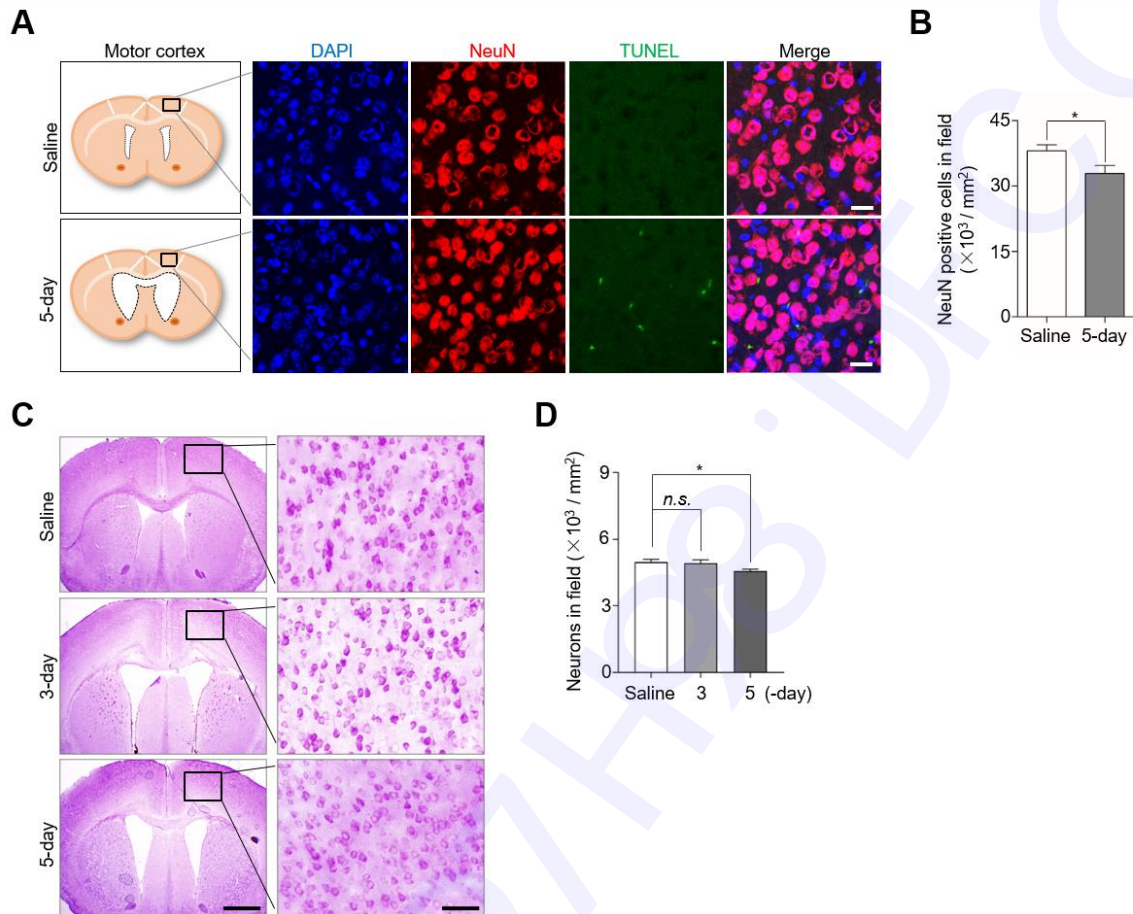 A
Motor cortex
DAPI
NeuN
TUNEL
Merge
Saline
5-day
B
NeuN positive cells in field
(×10³ / mm²)
45
30
15
0
*
Saline
5-day
C
Saline
3-day
5-day
D
Neurons in field (×10³ / mm²)
9
6
3
0
*
n.s.
Saline
3
5
(-day)